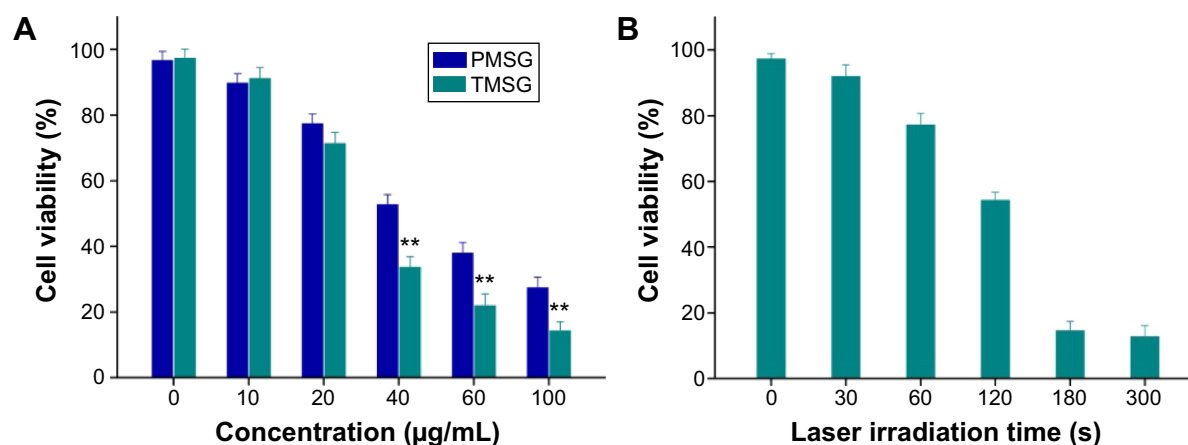 A
Cell viability (%)
100
80
60
40
20
0
PMSG
TMSG
**
**
**
0 10 20 40 60 100
Concentration (µg/mL)
B
Cell viability (%)
100
80
60
40
20
0
0 30 60 120 180 300
Laser irradiation time (s)